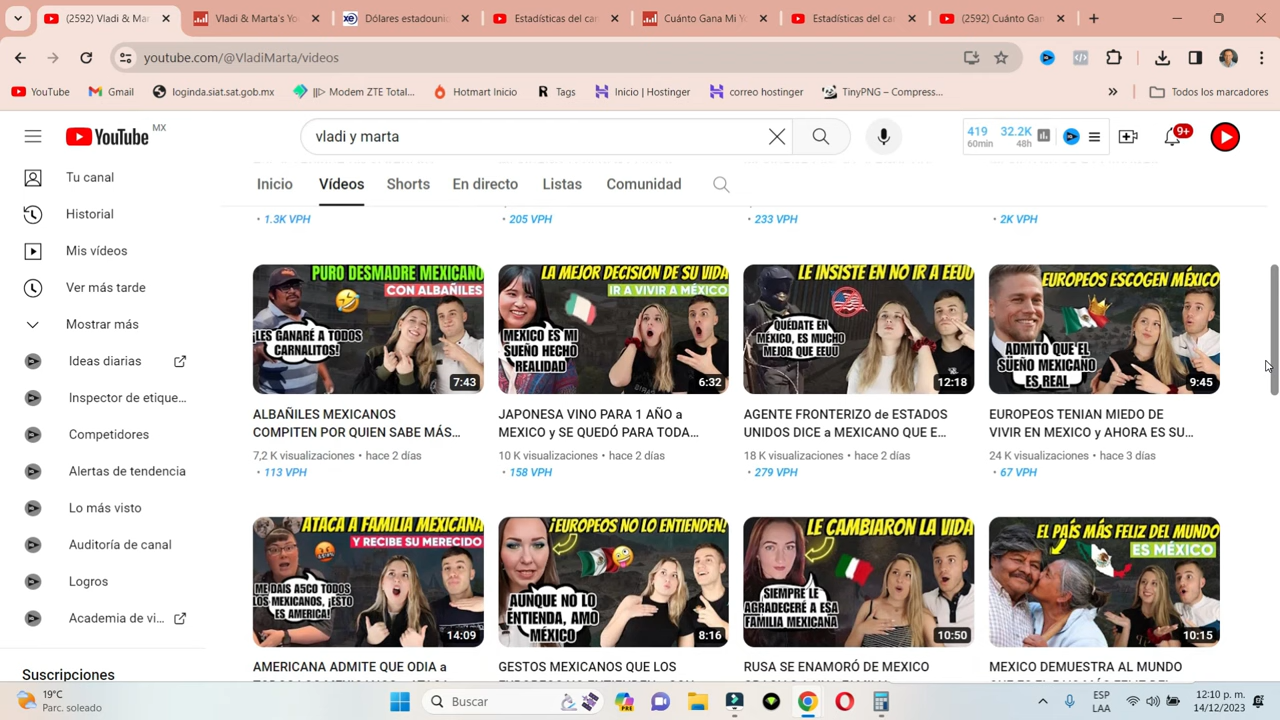 (2592) Vladi & Mar
Vladi & Marta's Yo
Dólares estadouni
Estadísticas del car
Cuánto Gana Mi Yo
Estadísticas del car
(2592) Cuánto Gan
youtube.com/@VladiMarta/videos
YouTube
Gmail
loginda.siat.sat.gob.mx
||> Modem ZTE Total...
Hotmart Inicio
R Tags
Inicio | Hostinger
correo hostinger
TinyPNG – Compress...
»
Todos los marcadores
YouTube MX
vladi y marta
419 32.2K
60min 48h
9+
Tu canal
Historial
Mis vídeos
Ver más tarde
Mostrar más
Ideas diarias
Inspector de etique...
Competidores
Alertas de tendencia
Lo más visto
Auditoría de canal
Logros
Academia de vi...
Suscripciones
Inicio Vídeos Shorts En directo Listas Comunidad
• 1.3K VPH
• 205 VPH
• 233 VPH
• 2K VPH
PURO DESMADRE MEXICANO
CON ALBAÑILES
¡LES GANARÉ A TODOS
CARNALITOS!
7:43
ALBAÑILES MEXICANOS
COMPITEN POR QUIEN SABE MÁS...
7,2 K visualizaciones • hace 2 días
• 113 VPH
LA MEJOR DECISION DE SU VIDA
IR A VIVIR A MÉXICO
MEXICO ES MI
SUEÑO HECHO
REALIDAD
6:32
JAPONESA VINO PARA 1 AÑO a
MEXICO y SE QUEDÓ PARA TODA...
10 K visualizaciones • hace 2 días
• 158 VPH
LE INSISTE EN NO IR A EEUU
QUEDATE EN
MEXICO, ES MUCHO
MEJOR QUE EEUU
12:18
AGENTE FRONTERIZO de ESTADOS
UNIDOS DICE a MEXICANO QUE E...
18 K visualizaciones • hace 2 días
• 279 VPH
EUROPEOS ESCOGEN MÉXICO
ADMITO QUE EL
SUEÑO MEXICANO
ES REAL
9:45
EUROPEOS TENIAN MIEDO DE
VIVIR EN MEXICO y AHORA ES SU...
24 K visualizaciones • hace 3 días
• 67 VPH
ATACA A FAMILIA MEXICANA
Y RECIBE SU MERECIDO
ME DAIS A5CO TODOS
LOS MEXICANOS, ¡ESTO
ES AMERICA!
14:09
AMERICANA ADMITE QUE ODIA a
¡EUROPEOS NO LO ENTIENDEN!
AUNQUE NO LO
ENTIENDA, AMO
MÉXICO
8:16
GESTOS MEXICANOS QUE LOS
LE CAMBIARON LA VIDA
SIEMPRE LE
AGRADECERÉ A ESA
FAMILIA MEXICANA
10:50
RUSA SE ENAMORÓ DE MEXICO
EL PAÍS MÁS FELIZ DEL MUNDO
ES MÉXICO
10:15
MEXICO DEMUESTRA AL MUNDO
19°C
Parc. soleado
Buscar
PRE
ESP
LAA
12:10 p. m.
14/12/2023